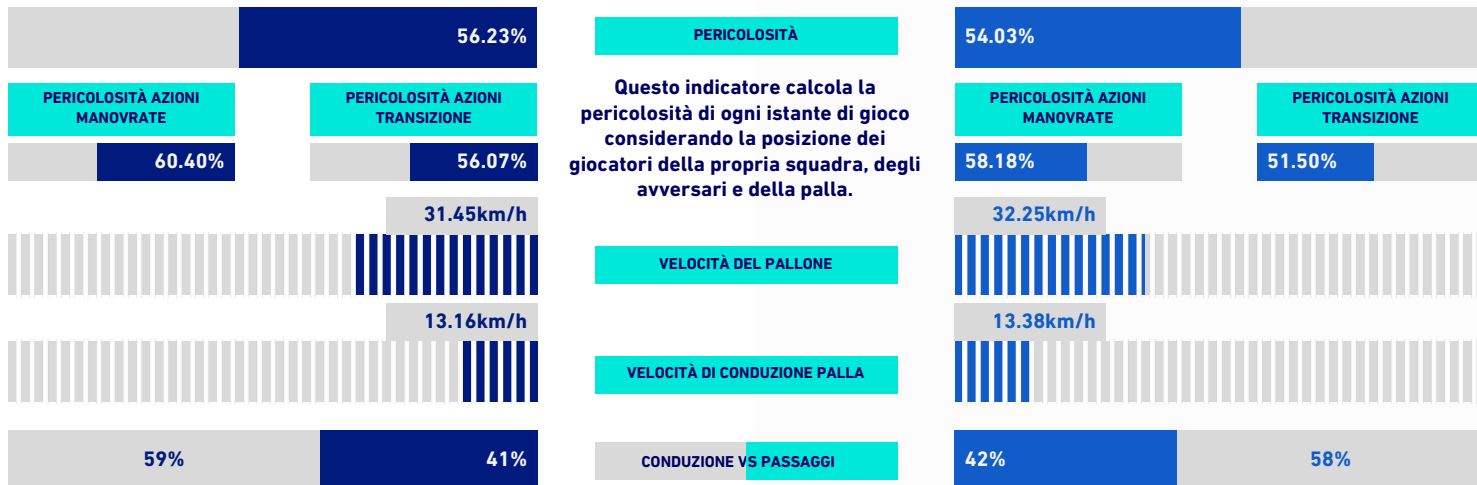 56.23%
PERICOLOSITÀ
54.03%
PERICOLOSITÀ AZIONI
MANOVRATE
PERICOLOSITÀ AZIONI
TRANSIZIONE
60.40%
56.07%
Questo indicatore calcola la
pericolosità di ogni istante di gioco
considerando la posizione dei
giocatori della propria squadra, degli
avversari e della palla.
PERICOLOSITÀ AZIONI
MANOVRATE
PERICOLOSITÀ AZIONI
TRANSIZIONE
58.18%
51.50%
31.45km/h
VELOCITÀ DEL PALLONE
32.25km/h
13.16km/h
VELOCITÀ DI CONDUZIONE PALLA
13.38km/h
59%
41%
CONDUZIONE VS PASSAGGI
42%
58%